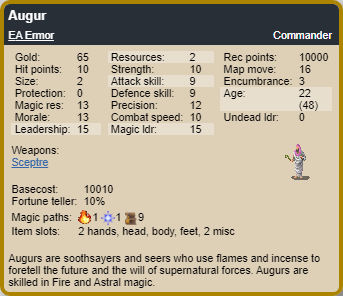 Augur
EA Ermor Commander
Gold: 65 Resources: 2 Rec points: 10000
Hit points: 10 Strength: 10 Map move: 16
Size: 2 Attack skill: 9 Encumbrance: 3
Protection: 0 Defence skill: 9 Age: 22
Magic res: 13 Precision: 12 (48)
Morale: 13 Combat speed: 10 Undead ldr: 0
Leadership: 15 Magic ldr: 15
Weapons:
Sceptre
Basecost: 10010
Fortune teller: 10%
Magic paths: 1 1 9
Item slots: 2 hands, head, body, feet, 2 misc
Augurs are soothsayers and seers who use flames and incense to
foretell the future and the will of supernatural forces. Augurs are
skilled in Fire and Astral magic.